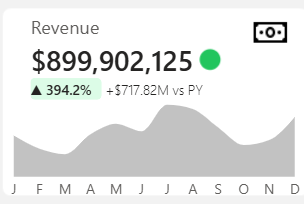 Revenue
$899,902,125
▲ 394.2% +$717.82M vs PY
J F M A M J J A S O N D